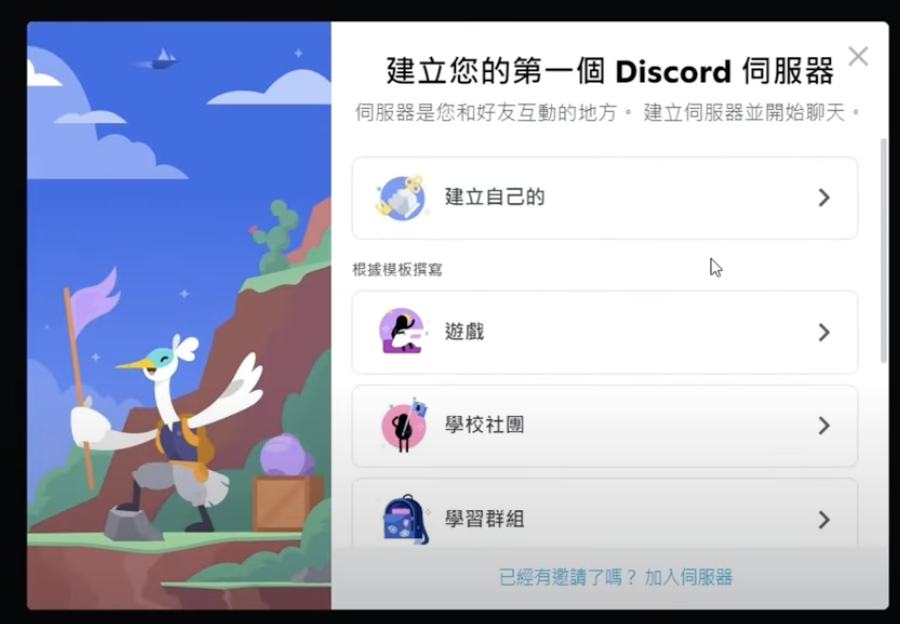 建立您的第一個 Discord 伺服器
伺服器是您和好友互動的地方。 建立伺服器並開始聊天。
建立自己的
根據模板撰寫
遊戲
學校社團
學習群組
已經有邀請了嗎？ 加入伺服器